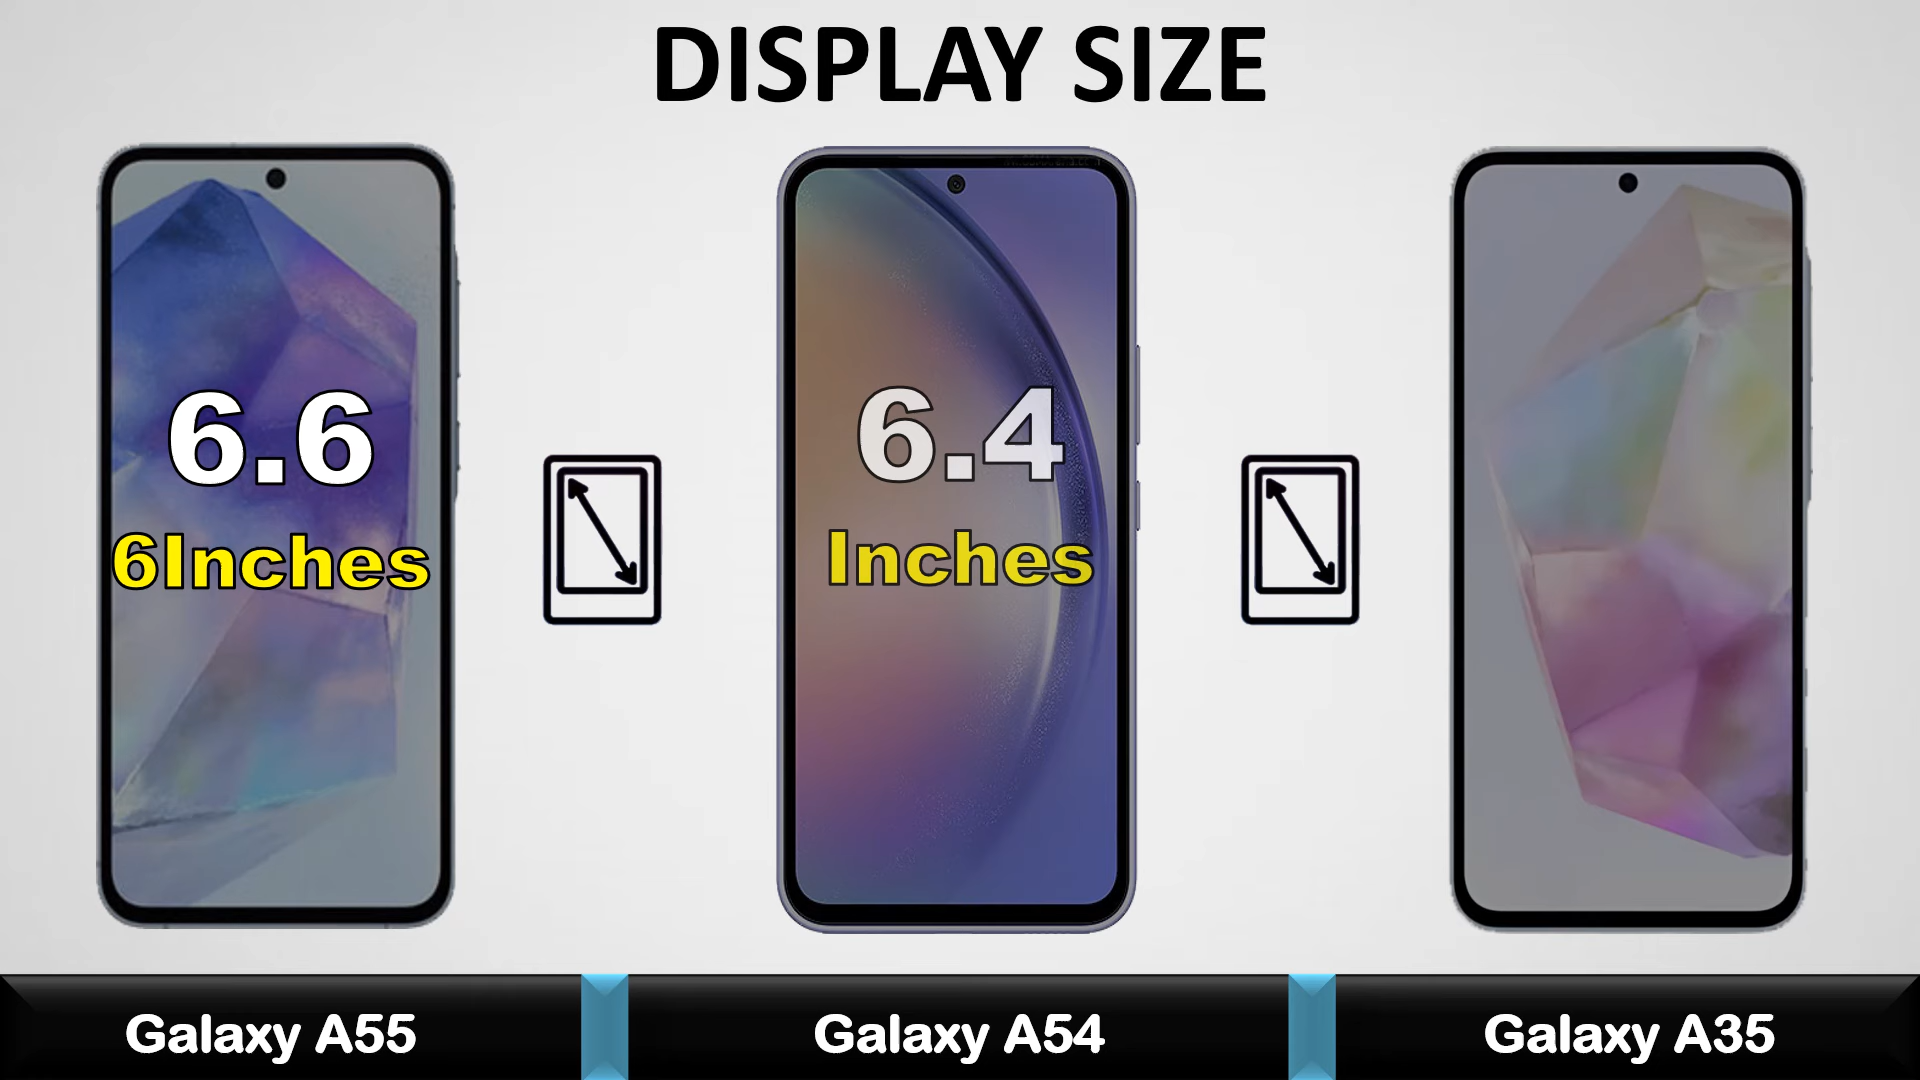 DISPLAY SIZE
6.6
6Inches
6.4
Inches
Galaxy A55
Galaxy A54
Galaxy A35